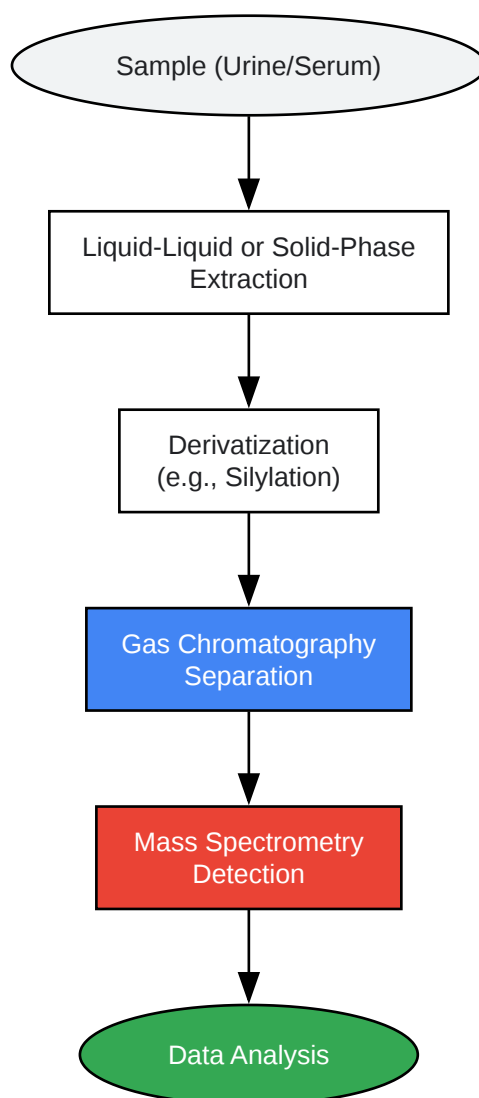 Sample (Urine/Serum)
Liquid-Liquid or Solid-Phase
Extraction
Derivatization
(e.g., Silylation)
Gas Chromatography
Separation
Mass Spectrometry
Detection
Data Analysis